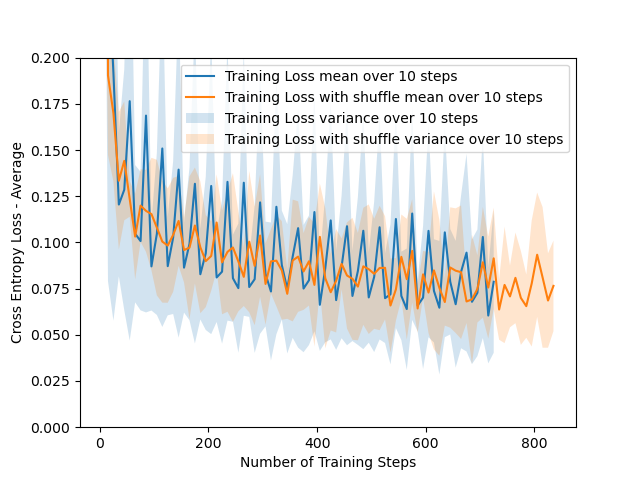 0.200
0.175
0.150
0.125
0.100
0.075
0.050
0.025
0.000
Cross Entropy Loss - Average
Training Loss mean over 10 steps
Training Loss with shuffle mean over 10 steps
Training Loss variance over 10 steps
Training Loss with shuffle variance over 10 steps
0 200 400 600 800
Number of Training Steps